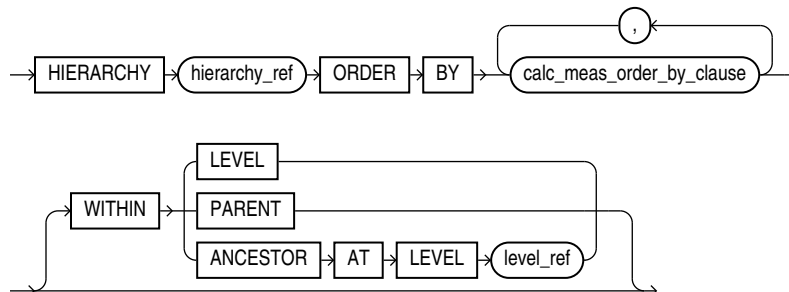 ,
HIERARCHY hierarchy_ref ORDER BY calc_meas_order_by_clause
LEVEL
WITHIN PARENT
ANCESTOR AT LEVEL level_ref